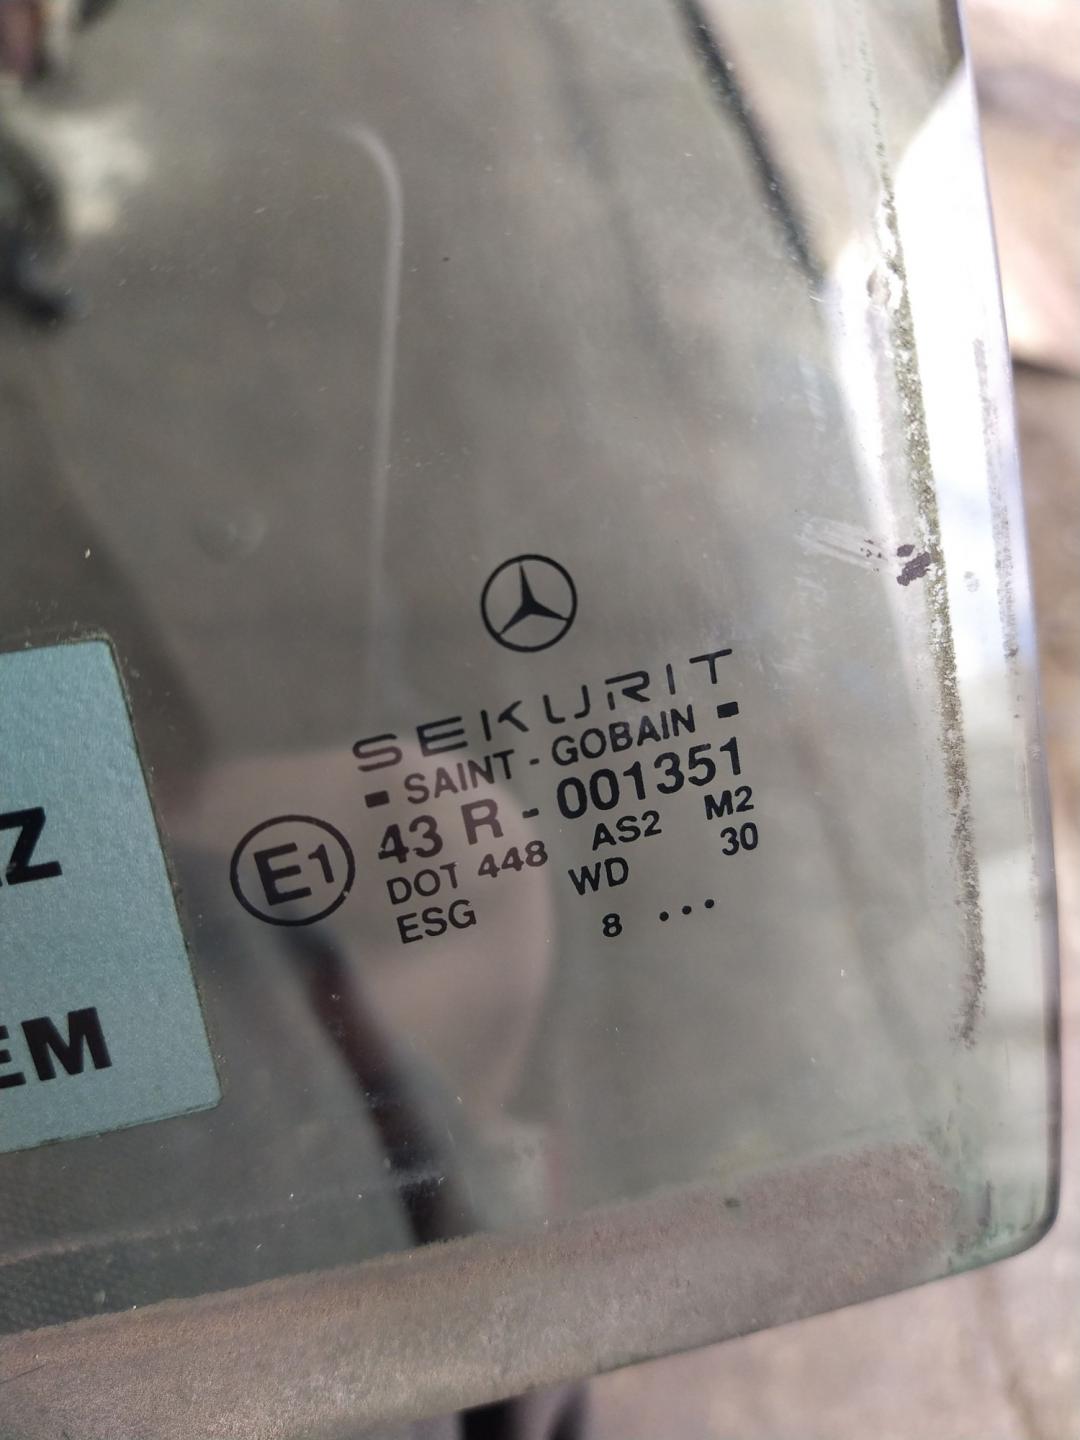 SEKURIT
SAINT - GOBAIN
E1
43 R - 001351
DOT 448 AS2 M2
ESG WD 30
8 ...
Z
EM